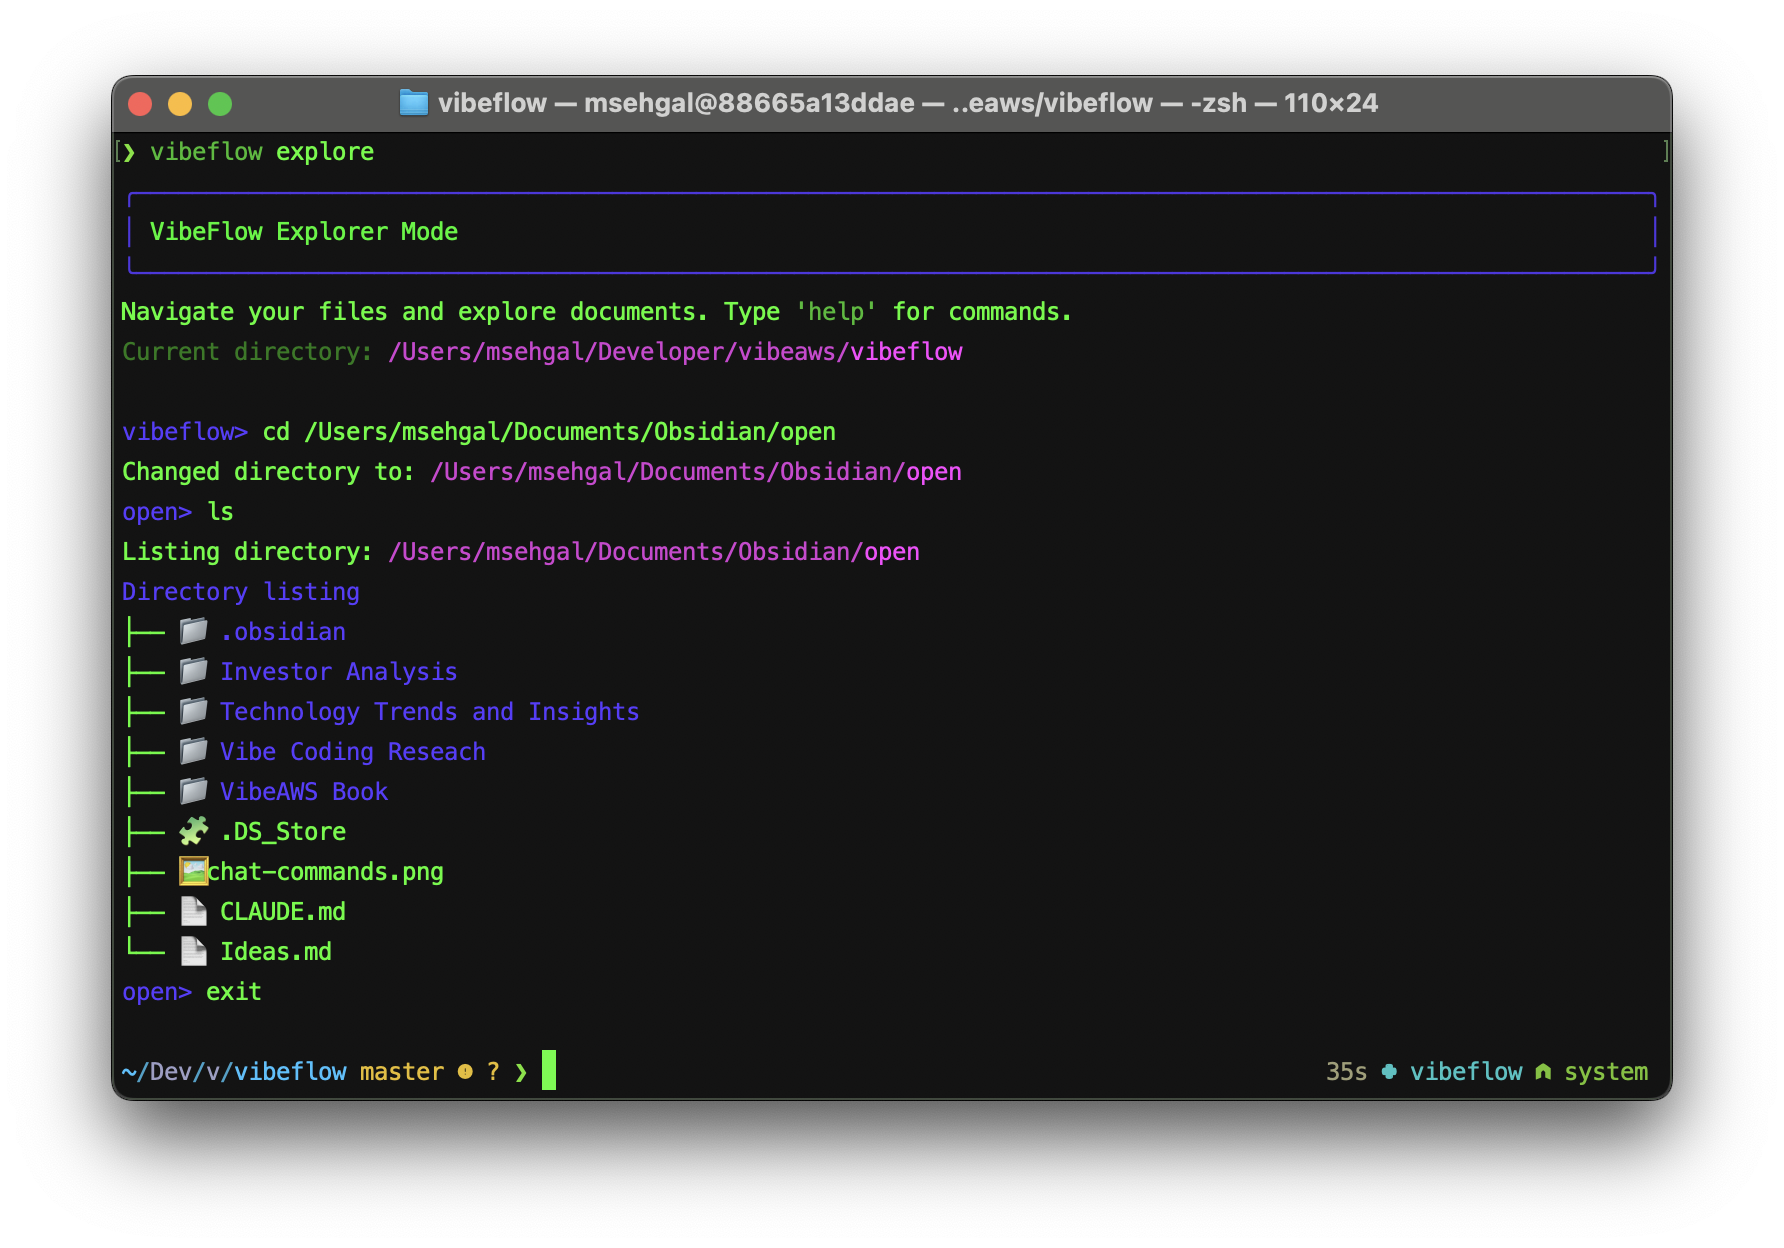 vibeflow — msehgal@88665a13ddae — ..eaws/vibeflow — -zsh — 110×24
[❯ vibeflow explore ]
VibeFlow Explorer Mode
Navigate your files and explore documents. Type 'help' for commands.
Current directory: /Users/msehgal/Developer/vibeaws/vibeflow
vibeflow> cd /Users/msehgal/Documents/Obsidian/open
Changed directory to: /Users/msehgal/Documents/Obsidian/open
open> ls
Listing directory: /Users/msehgal/Documents/Obsidian/open
Directory listing
├── 📁 .obsidian
├── 📁 Investor Analysis
├── 📁 Technology Trends and Insights
├── 📁 Vibe Coding Reseach
├── 📁 VibeAWS Book
├── 🧩 .DS_Store
├── 🖼️chat-commands.png
├── 📄 CLAUDE.md
└── 📄 Ideas.md
open> exit
~/Dev/v/vibeflow master ! ? ❯ 35s vibeflow system